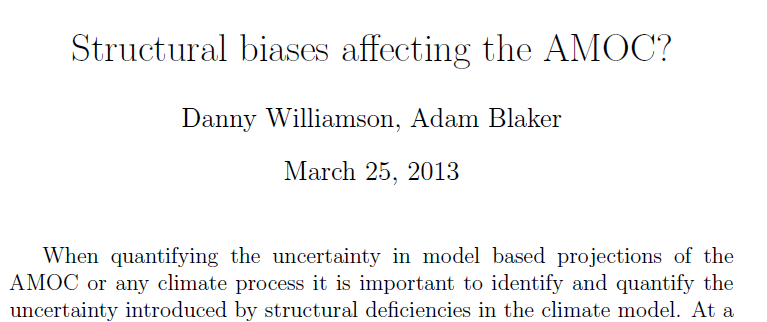 Structural biases affecting the AMOC?
Danny Williamson, Adam Blaker
March 25, 2013
When quantifying the uncertainty in model based projections of the
AMOC or any climate process it is important to identify and quantify the
uncertainty introduced by structural deficiencies in the climate model. At a